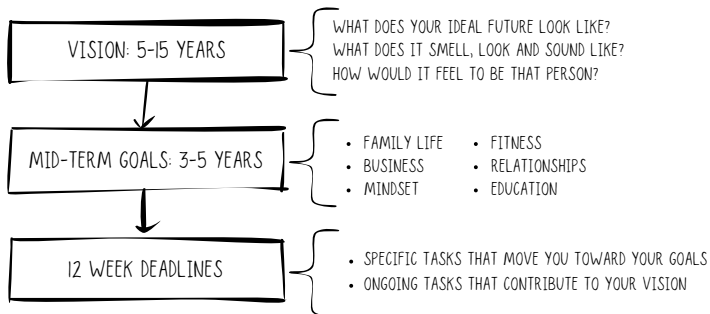 VISION: 5-15 YEARS
WHAT DOES YOUR IDEAL FUTURE LOOK LIKE?
WHAT DOES IT SMELL, LOOK AND SOUND LIKE?
HOW WOULD IT FEEL TO BE THAT PERSON?
MID-TERM GOALS: 3-5 YEARS
• FAMILY LIFE
• BUSINESS
• MINDSET
• FITNESS
• RELATIONSHIPS
• EDUCATION
12 WEEK DEADLINES
• SPECIFIC TASKS THAT MOVE YOU TOWARD YOUR GOALS
• ONGOING TASKS THAT CONTRIBUTE TO YOUR VISION